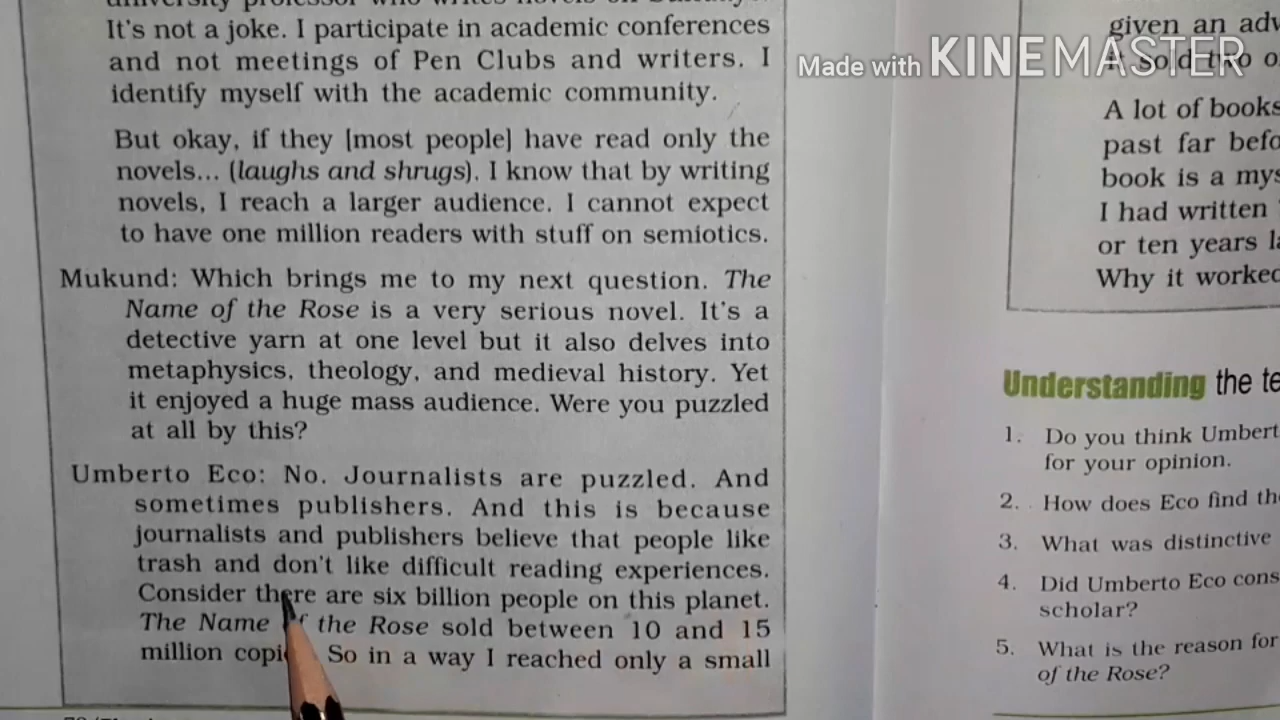 It's not a joke. I participate in academic conferences
and not meetings of Pen Clubs and writers. I
identify myself with the academic community.
But okay, if they [most people] have read only the
novels... (laughs and shrugs). I know that by writing
novels, I reach a larger audience. I cannot expect
to have one million readers with stuff on semiotics.
Mukund: Which brings me to my next question. The
Name of the Rose is a very serious novel. It's a
detective yarn at one level but it also delves into
metaphysics, theology, and medieval history. Yet
it enjoyed a huge mass audience. Were you puzzled
at all by this?
Umberto Eco: No. Journalists are puzzled. And
sometimes publishers. And this is because
journalists and publishers believe that people like
trash and don't like difficult reading experiences.
Consider there are six billion people on this planet.
The Name of the Rose sold between 10 and 15
million So in a way I reached only a small
Made with KINEMASTER
given an
it sold two
A lot of books
past far
book is a
I had written
or ten years
Why it worked
Understanding the
1. Do you think
for your opinion.
2. How does Eco find
3. What was distinctive
4. Did Umberto Eco
scholar?
5. What is the reason for
of the Rose?